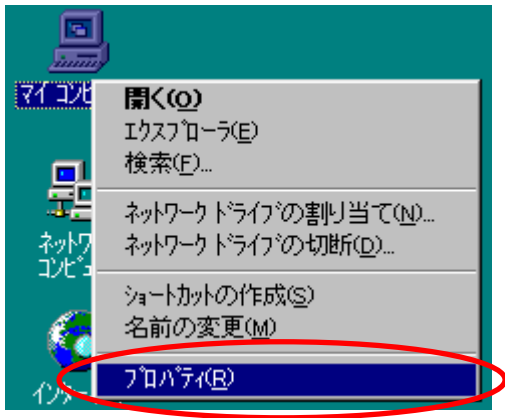 マイ コンピ
開く(O)
エクスプローラ(E)
検索(F)...
ネットワーク ドライブの割り当て(N)...
ネットワーク ドライブの切断(D)...
ショートカットの作成(S)
名前の変更(M)
プロパティ(R)
ネットワ
コンピュ
インター